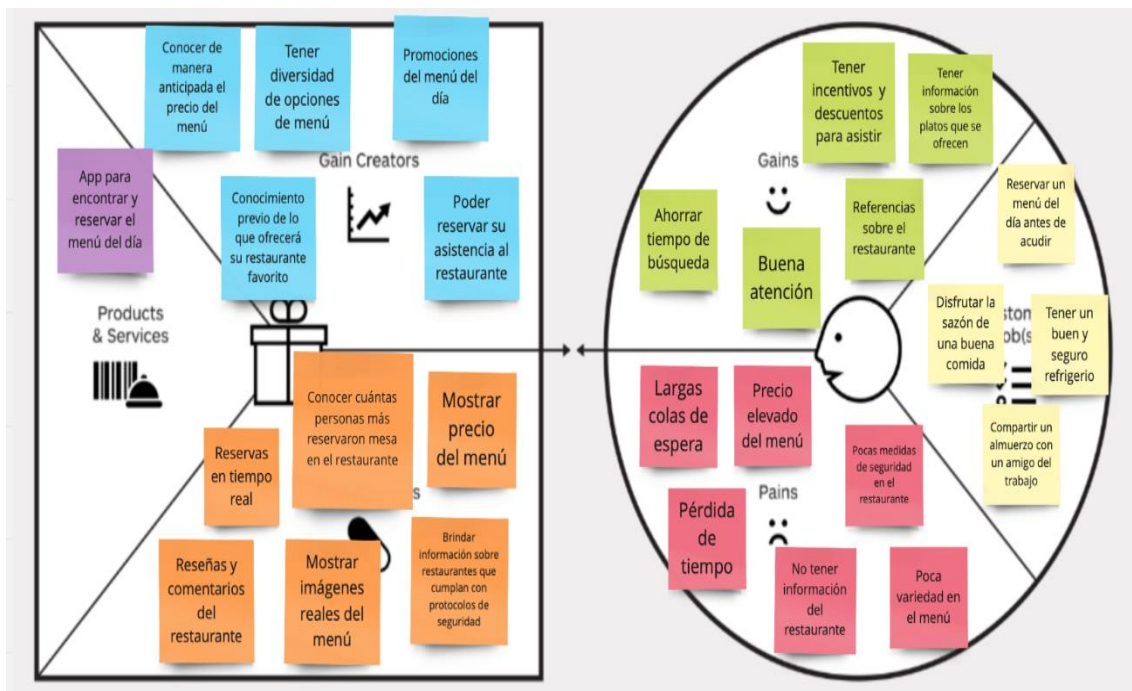 Conocer de
manera
anticipada el
precio del
menú
Tener
diversidad
de opciones
de menú
Promociones
del menú del
día
Gain Creators
App para
encontrar y
reservar el
menú del día
Conocimiento
previo de lo
que ofrecerá
su restaurante
favorito
Poder
reservar su
asistencia al
restaurante
Products
& Services
Conocer cuántas
personas más
reservaron mesa
en el restaurante
Mostrar
precio
del menú
Reservas
en tiempo
real
s
Reseñas y
comentarios
del
restaurante
Mostrar
imágenes
reales del
menú
Brindar
información sobre
restaurantes que
cumplan con
protocolos de
seguridad
Tener
incentivos y
descuentos
para asistir
Tener
información
sobre los
platos que se
ofrecen
Gains
Ahorrar
tiempo de
búsqueda
Buena
atención
Referencias
sobre el
restaurante
Reservar un
menú del
día antes de
acudir
Disfrutar la
sazón de
una buena
comida
stom
ob(s
Tener un
buen y
seguro
refrigerio
Compartir un
almuerzo con
un amigo del
trabajo
Largas
colas de
espera
Precio
elevado
del menú
Pocas medidas
de seguridad
en el
restaurante
Pains
Pérdida
de
tiempo
No tener
información
del
restaurante
Poca
variedad en
el menú